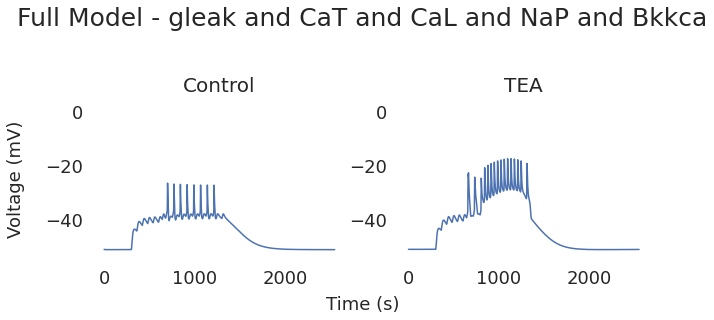 Full Model - gleak and CaT and CaL and NaP and Bkkca
Control
TEA
Voltage (mV)
0
−20
−40
0
−20
−40
0 1000 2000
0 1000 2000
Time (s)